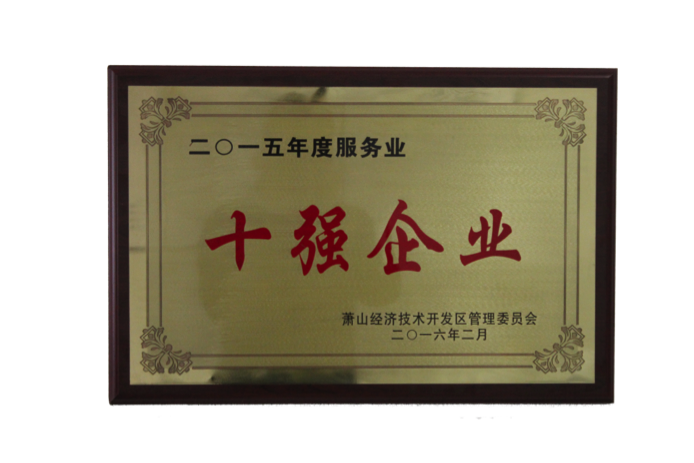 二〇一五年度服务业
十强企业
萧山经济技术开发区管理委员会
二〇一六年二月